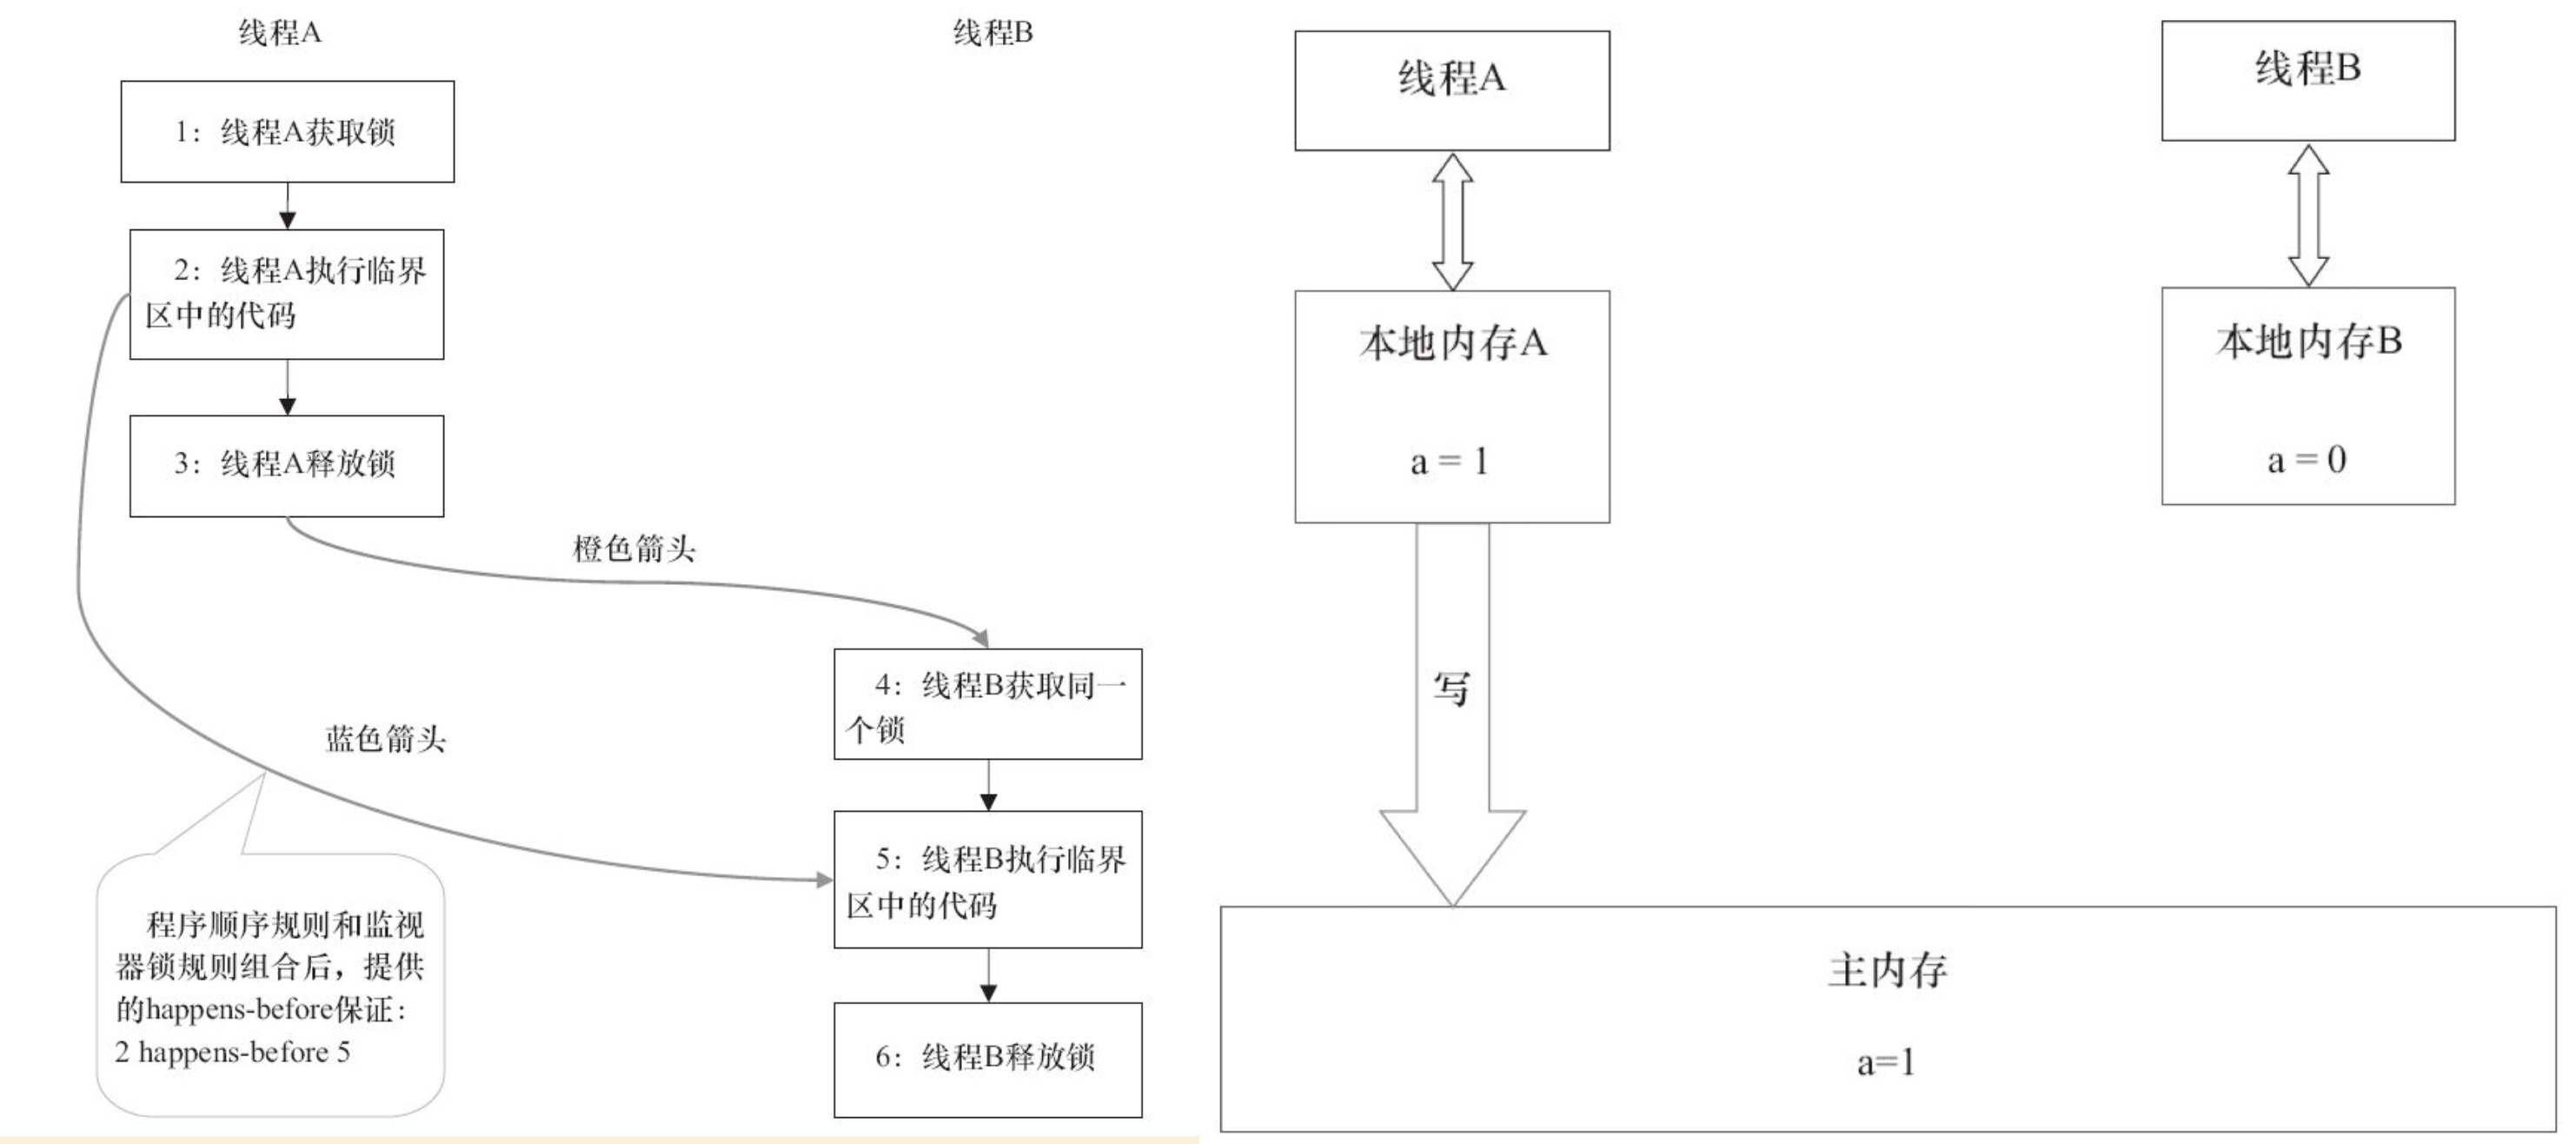 线程A
线程B
1：线程A获取锁
2：线程A执行临界
区中的代码
3：线程A释放锁
橙色箭头
4：线程B获取同一
个锁
蓝色箭头
5：线程B执行临界
区中的代码
程序顺序规则和监视
器锁规则组合后，提供
的happens-before保证：
2 happens-before 5
6：线程B释放锁
线程A
线程B
本地内存A
a = 1
本地内存B
a = 0
写
主内存
a=1